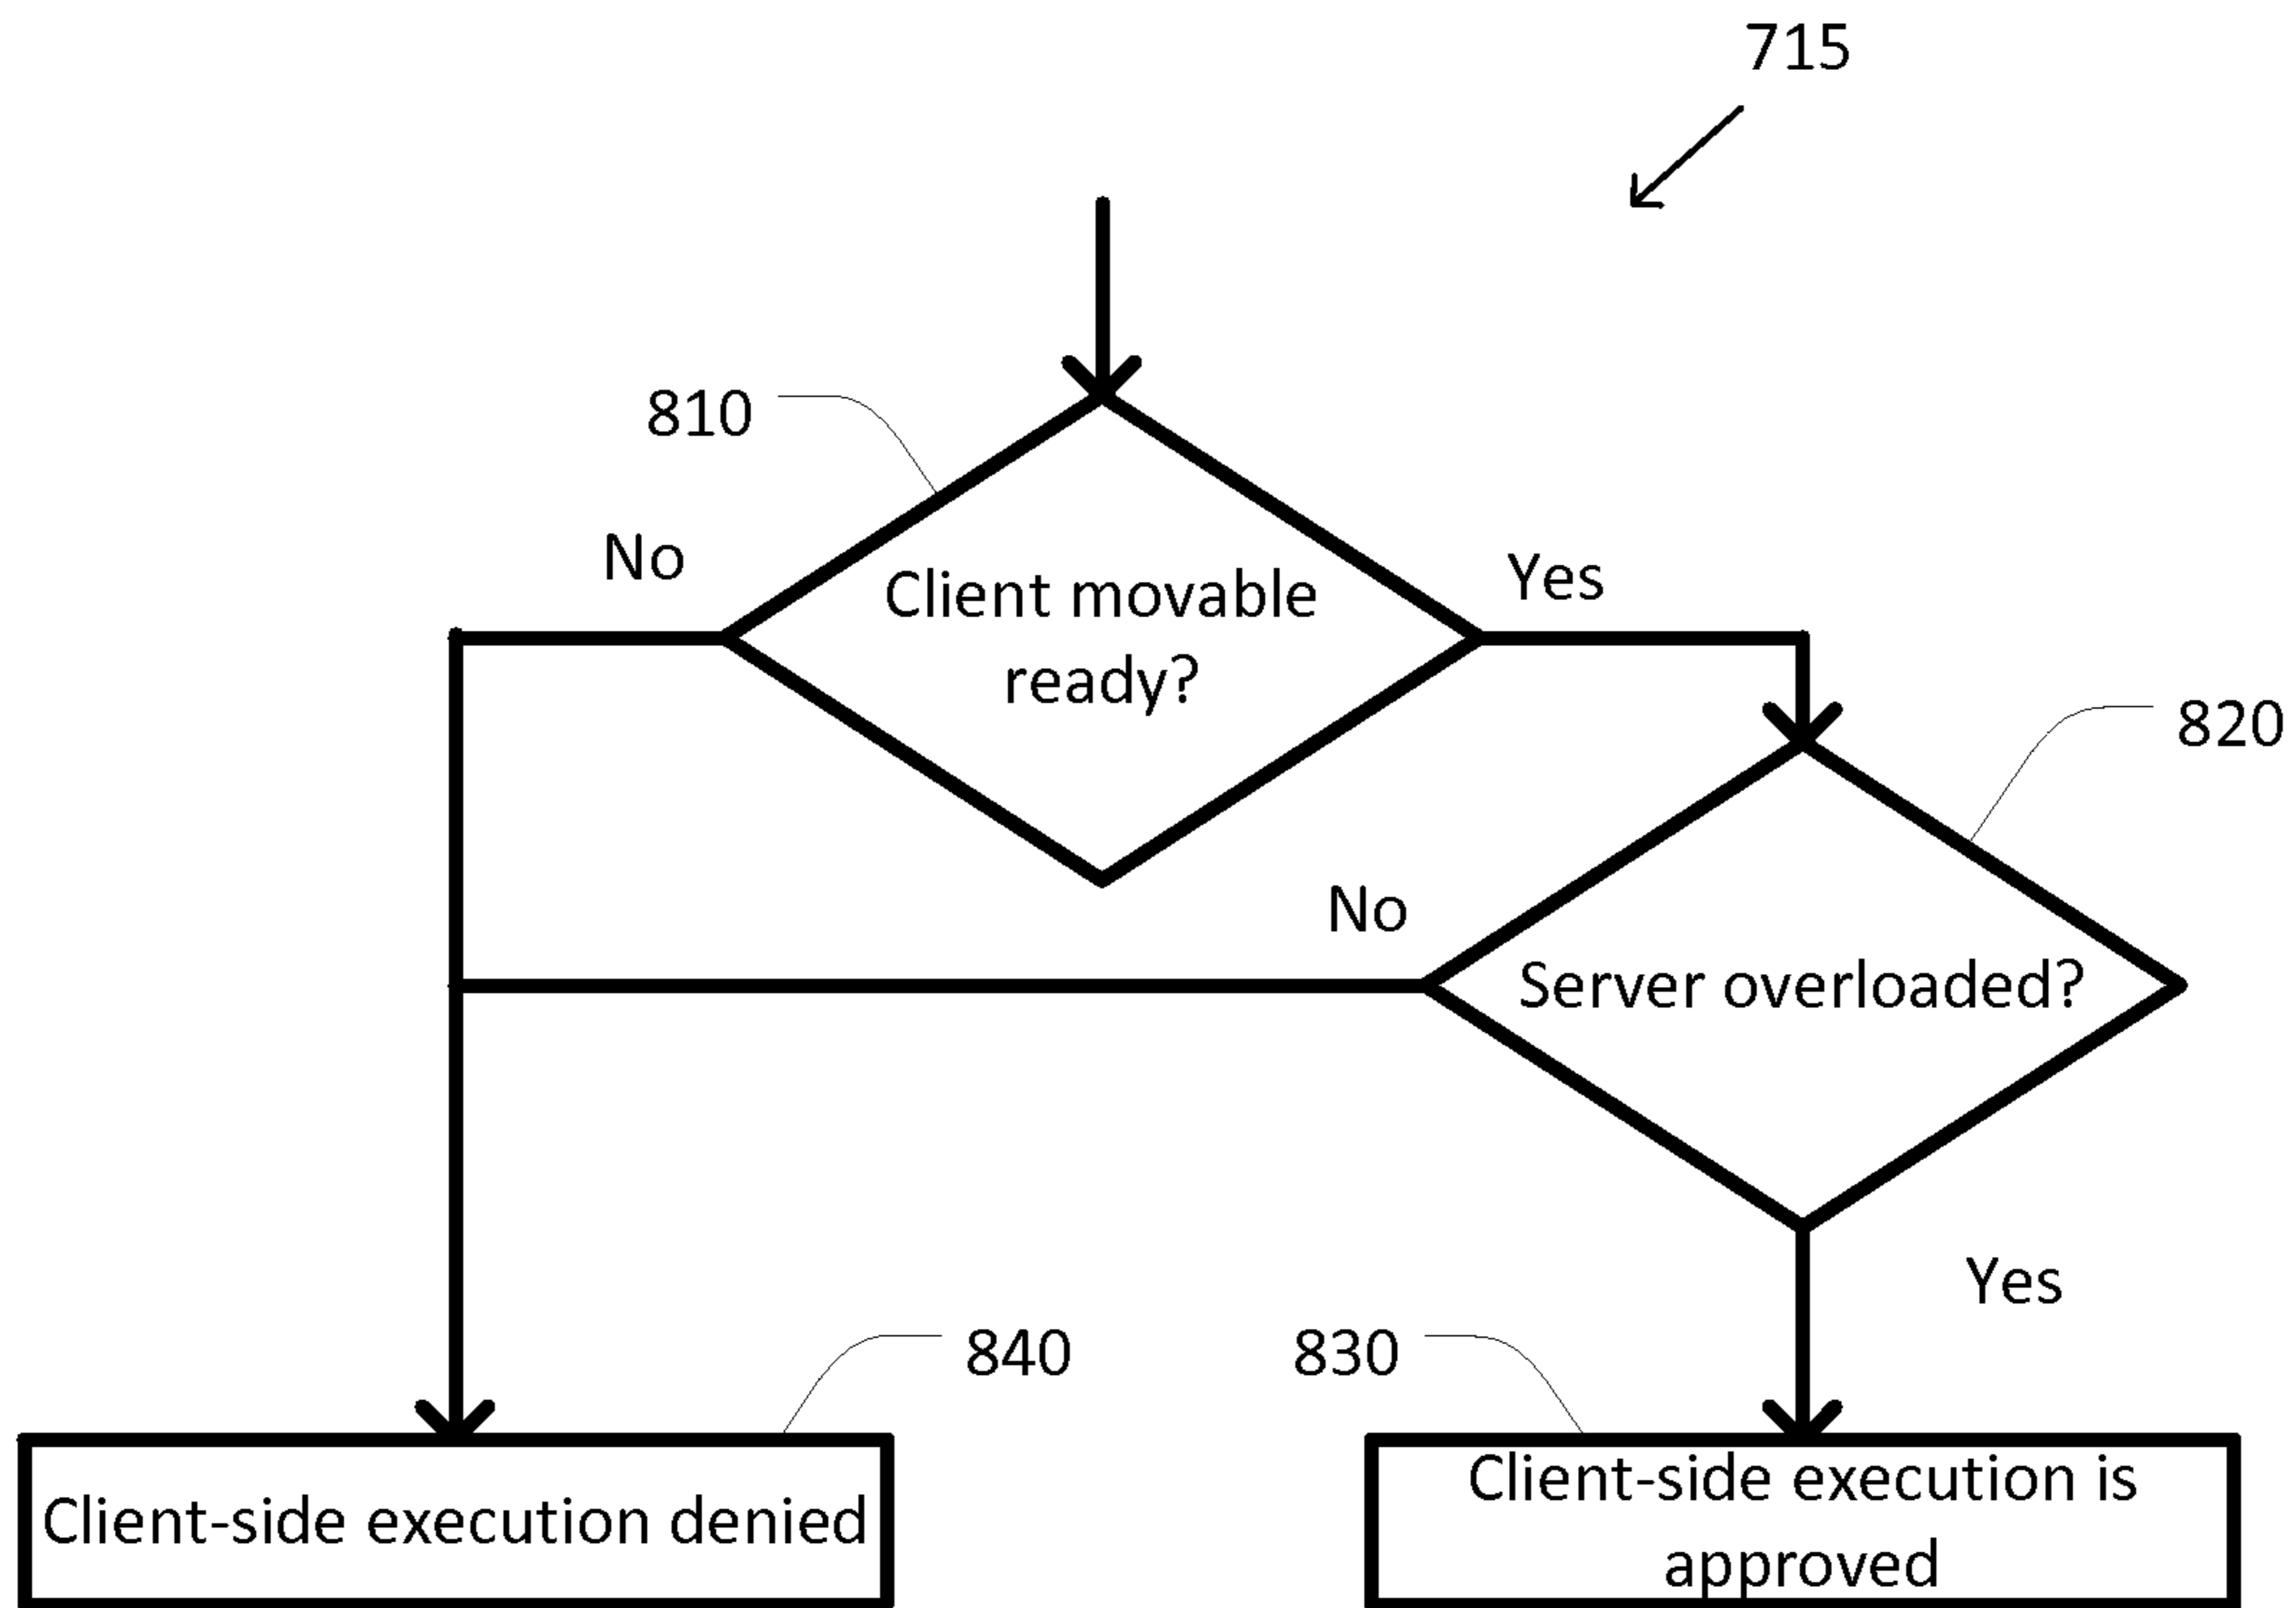 715
810
No
Client movable
ready?
Yes
820
No
Server overloaded?
Yes
840
830
Client-side execution denied
Client-side execution is
approved